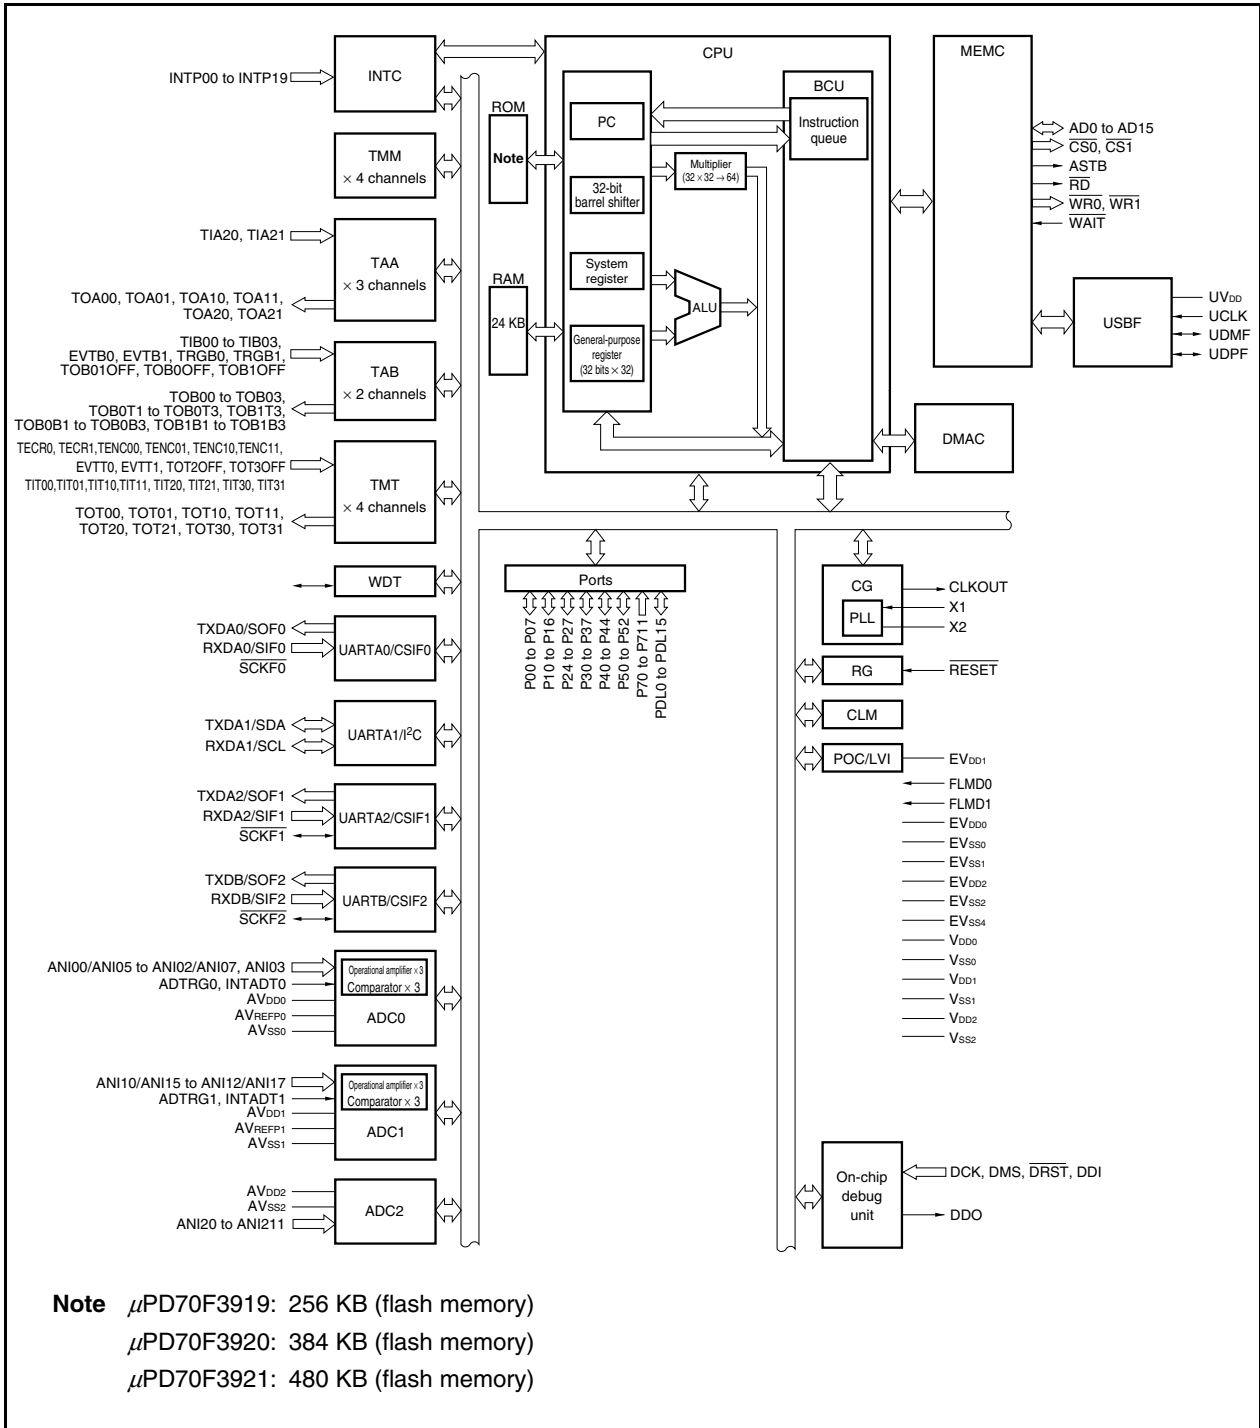 INTP00 to INTP19
INTC
TMM
× 4 channels
TIA20, TIA21
TAA
× 3 channels
TOA00, TOA01, TOA10, TOA11,
TOA20, TOA21
TIB00 to TIB03,
EVTB0, EVTB1, TRGB0, TRGB1,
TOB01OFF, TOB0OFF, TOB1OFF
TAB
× 2 channels
TOB00 to TOB03,
TOB0T1 to TOB0T3, TOB1T3,
TOB0B1 to TOB0B3, TOB1B1 to TOB1B3
TECR0, TECR1,TENC00, TENC01, TENC10,TENC11,
EVTT0, EVTT1, TOT2OFF, TOT3OFF
TIT00,TIT01,TIT10,TIT11, TIT20, TIT21, TIT30, TIT31
TMT
× 4 channels
TOT00, TOT01, TOT10, TOT11,
TOT20, TOT21, TOT30, TOT31
WDT
TXDA0/SOF0
RXDA0/SIF0
SCKF0
UARTA0/CSIF0
TXDA1/SDA
RXDA1/SCL
UARTA1/I²C
TXDA2/SOF1
RXDA2/SIF1
SCKF1
UARTA2/CSIF1
TXDB/SOF2
RXDB/SIF2
SCKF2
UARTB/CSIF2
ANI00/ANI05 to ANI02/ANI07, ANI03
ADTRG0, INTADT0
AVDD0
AVREFP0
AVSS0
Operational amplifier × 3
Comparator × 3
ADC0
ANI10/ANI15 to ANI12/ANI17
ADTRG1, INTADT1
AVDD1
AVREFP1
AVSS1
Operational amplifier × 3
Comparator × 3
ADC1
AVDD2
AVSS2
ANI20 to ANI211
ADC2
ROM
Note
RAM
24 KB
CPU
PC
32-bit
barrel shifter
System
register
General-purpose
register
(32 bits × 32)
Multiplier
(32 × 32 → 64)
ALU
BCU
Instruction
queue
MEMC
AD0 to AD15
CS0, CS1
ASTB
RD
WR0, WR1
WAIT
USBF
UVDD
UCLK
UDMF
UDPF
DMAC
Ports
P00 to P07
P10 to P16
P24 to P27
P30 to P37
P40 to P44
P50 to P52
P70 to P711
PDL0 to PDL15
CG
PLL
CLKOUT
X1
X2
RG
RESET
CLM
POC/LVI
EVDD1
FLMD0
FLMD1
EVDD0
EVSS0
EVSS1
EVDD2
EVSS2
EVSS4
VDD0
VSS0
VDD1
VSS1
VDD2
VSS2
On-chip
debug
unit
DCK, DMS, DRST, DDI
DDO
Note μPD70F3919: 256 KB (flash memory)
μPD70F3920: 384 KB (flash memory)
μPD70F3921: 480 KB (flash memory)